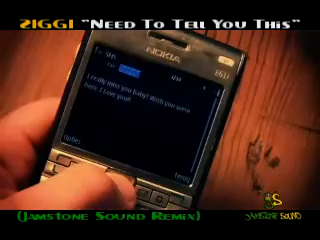 ZIGGI "Need To Tell You This"
NOKIA
E61i
I really miss you baby! Wish you were
here. I Love you!!
(Jamstone Sound Remix)
JAMSTONE SOUND